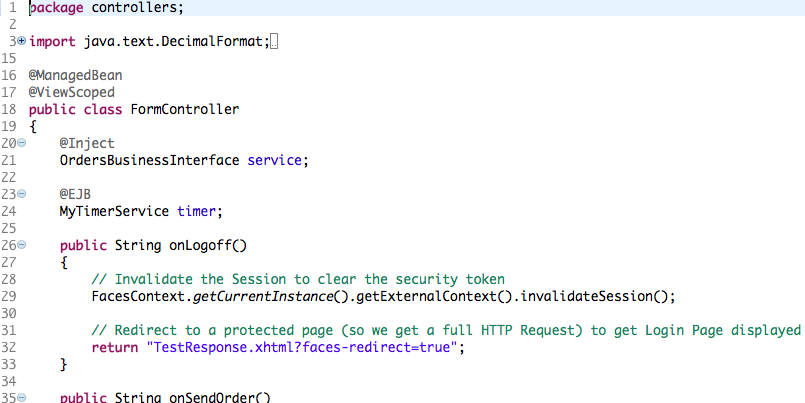 1 package controllers;
2
3 import java.text.DecimalFormat;
15
16 @ManagedBean
17 @ViewScoped
18 public class FormController
19 {
20 @Inject
21 OrdersBusinessInterface service;
22
23 @EJB
24 MyTimerService timer;
25
26 public String onLogoff()
27 {
28 // Invalidate the Session to clear the security token
29 FacesContext.getCurrentInstance().getExternalContext().invalidateSession();
30
31 // Redirect to a protected page (so we get a full HTTP Request) to get Login Page displayed
32 return "TestResponse.xhtml?faces-redirect=true";
33 }
34
35 public String onSendOrder()